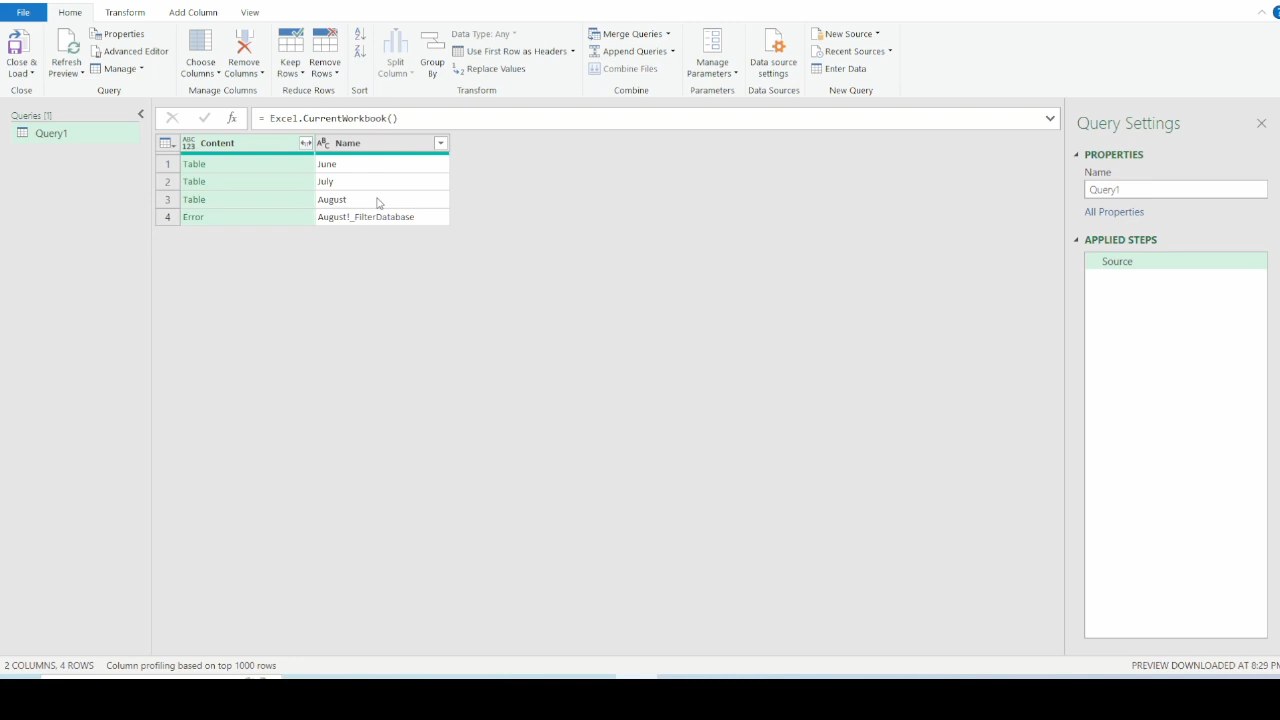 File Home Transform Add Column View
Close & Load Refresh Preview Properties Advanced Editor Manage Choose Columns Remove Columns Keep Rows Remove Rows Split Column Group By Data Type: Any Use First Row as Headers Replace Values Merge Queries Append Queries Combine Files Manage Parameters Data source settings New Source Recent Sources Enter Data
Close Query Manage Columns Reduce Rows Sort Transform Combine Parameters Data Sources New Query
Queries [1]
Query1
= Excel.CurrentWorkbook()
ABC 123 Content ABC Name
1 Table June
2 Table July
3 Table August
4 Error August!_FilterDatabase
Query Settings
PROPERTIES
Name
Query1
All Properties
APPLIED STEPS
Source
2 COLUMNS, 4 ROWS Column profiling based on top 1000 rows PREVIEW DOWNLOADED AT 8:29 PM